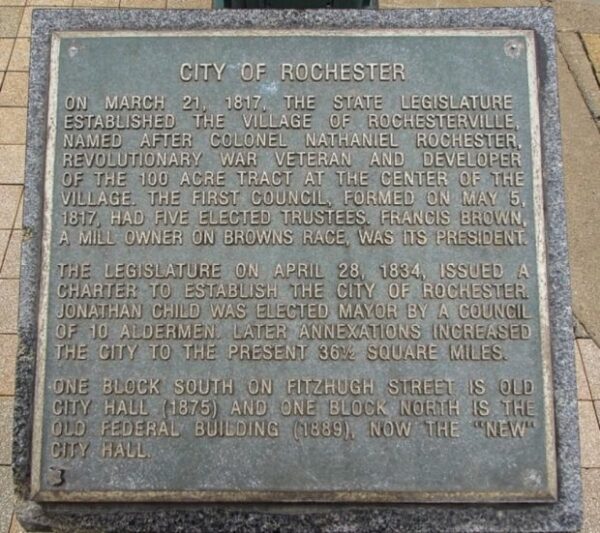 CITY OF ROCHESTER
ON MARCH 21, 1817, THE STATE LEGISLATURE
ESTABLISHED THE VILLAGE OF ROCHESTERVILLE,
NAMED AFTER COLONEL NATHANIEL ROCHESTER,
REVOLUTIONARY WAR VETERAN AND DEVELOPER
OF THE 100 ACRE TRACT AT THE CENTER OF THE
VILLAGE. THE FIRST COUNCIL, FORMED ON MAY 5,
1817, HAD FIVE ELECTED TRUSTEES. FRANCIS BROWN,
A MILL OWNER ON BROWNS RACE, WAS ITS PRESIDENT.
THE LEGISLATURE ON APRIL 28, 1834, ISSUED A
CHARTER TO ESTABLISH THE CITY OF ROCHESTER.
JONATHAN CHILD WAS ELECTED MAYOR BY A COUNCIL
OF 10 ALDERMEN. LATER ANNEXATIONS INCREASED
THE CITY TO THE PRESENT 36½ SQUARE MILES.
ONE BLOCK SOUTH ON FITZHUGH STREET IS OLD
CITY HALL (1875) AND ONE BLOCK NORTH IS THE
OLD FEDERAL BUILDING (1889), NOW THE "NEW"
CITY HALL.